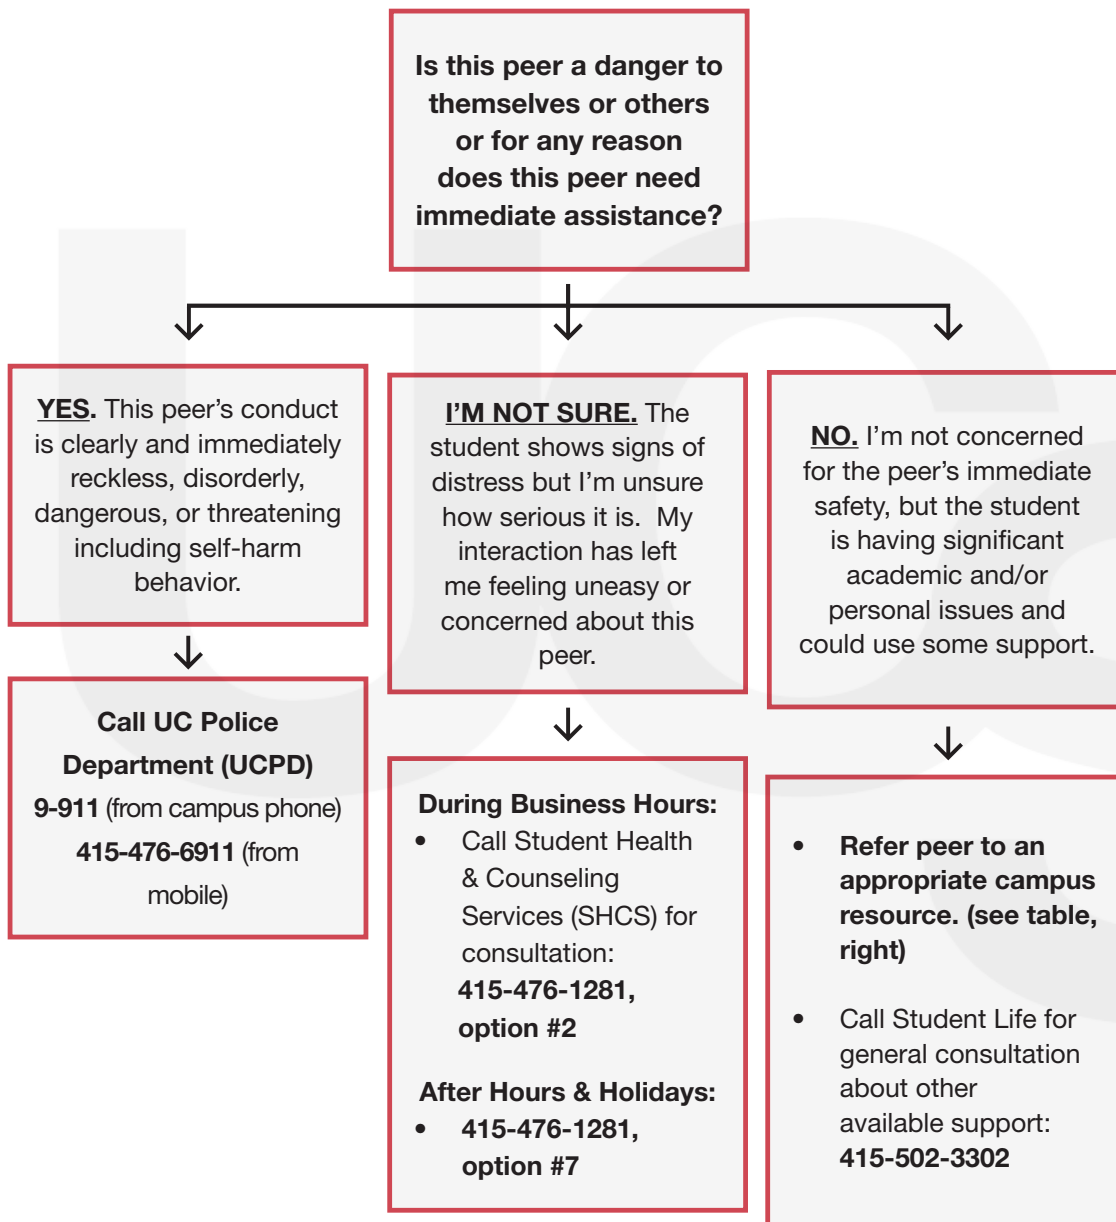 Is this peer a danger to
themselves or others
or for any reason
does this peer need
immediate assistance?
YES. This peer’s conduct
is clearly and immediately
reckless, disorderly,
dangerous, or threatening
including self-harm
behavior.
Call UC Police
Department (UCPD)
9-911 (from campus phone)
415-476-6911 (from
mobile)
I’M NOT SURE. The
student shows signs of
distress but I’m unsure
how serious it is.  My
interaction has left
me feeling uneasy or
concerned about this
peer.
During Business Hours:
• Call Student Health
& Counseling
Services (SHCS) for
consultation:
415-476-1281,
option #2
After Hours & Holidays:
• 415-476-1281,
option #7
NO. I’m not concerned
for the peer’s immediate
safety, but the student
is having significant
academic and/or
personal issues and
could use some support.
• Refer peer to an
appropriate campus
resource. (see table,
right)
• Call Student Life for
general consultation
about other
available support:
415-502-3302